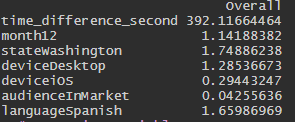 Overall
time_difference_second 392.11664464
month12 1.14188382
stateWashington 1.74886238
deviceDesktop 1.28536673
deviceiOS 0.29443247
audienceInMarket 0.04255636
languageSpanish 1.65986969